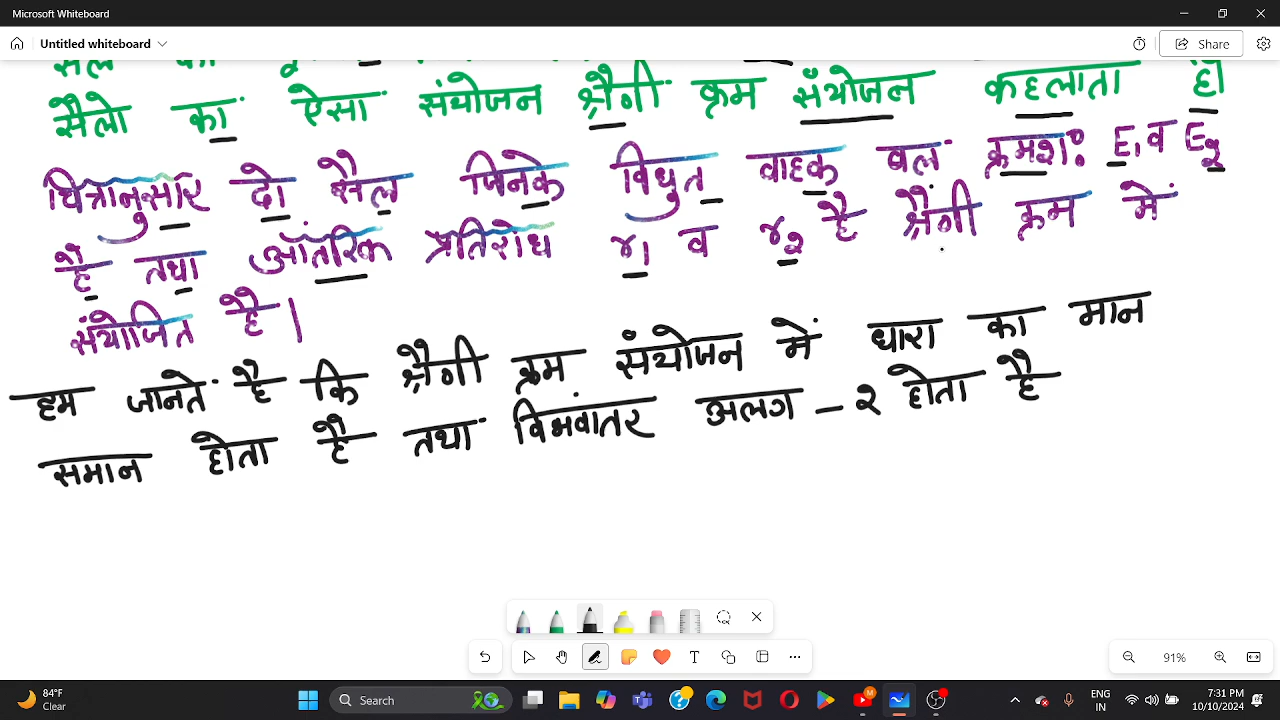 Microsoft Whiteboard
Untitled whiteboard
Share
सैलो का ऐसा संयोजन श्रेणी क्रम संयोजन कहलाता है।
चित्रानुसार दो सैल जिनके विधुत वाहक बल क्रमशः E1 व E2
है तथा आंतरिक प्रतिरोध r1 व r2 है श्रेणी क्रम में
संयोजित है।
हम जानते है कि श्रेणी क्रम संयोजन में धारा का मान
समान होता है तथा विभवांतर अलग - २ होता है
91%
84°F
Clear
Search
ENG
IN
7:31 PM
10/10/2024